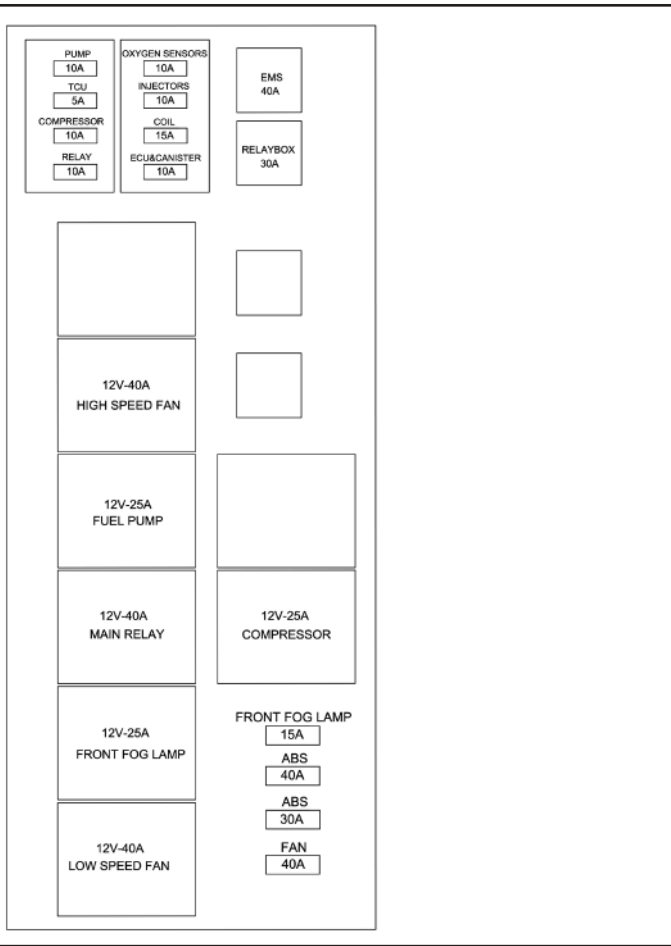 PUMP
10A
TCU
5A
COMPRESSOR
10A
RELAY
10A
OXYGEN SENSORS
10A
INJECTORS
10A
COIL
15A
ECU&CANISTER
10A
EMS
40A
RELAYBOX
30A
12V-40A
HIGH SPEED FAN
12V-25A
FUEL PUMP
12V-40A
MAIN RELAY
12V-25A
COMPRESSOR
12V-25A
FRONT FOG LAMP
12V-40A
LOW SPEED FAN
FRONT FOG LAMP
15A
ABS
40A
ABS
30A
FAN
40A